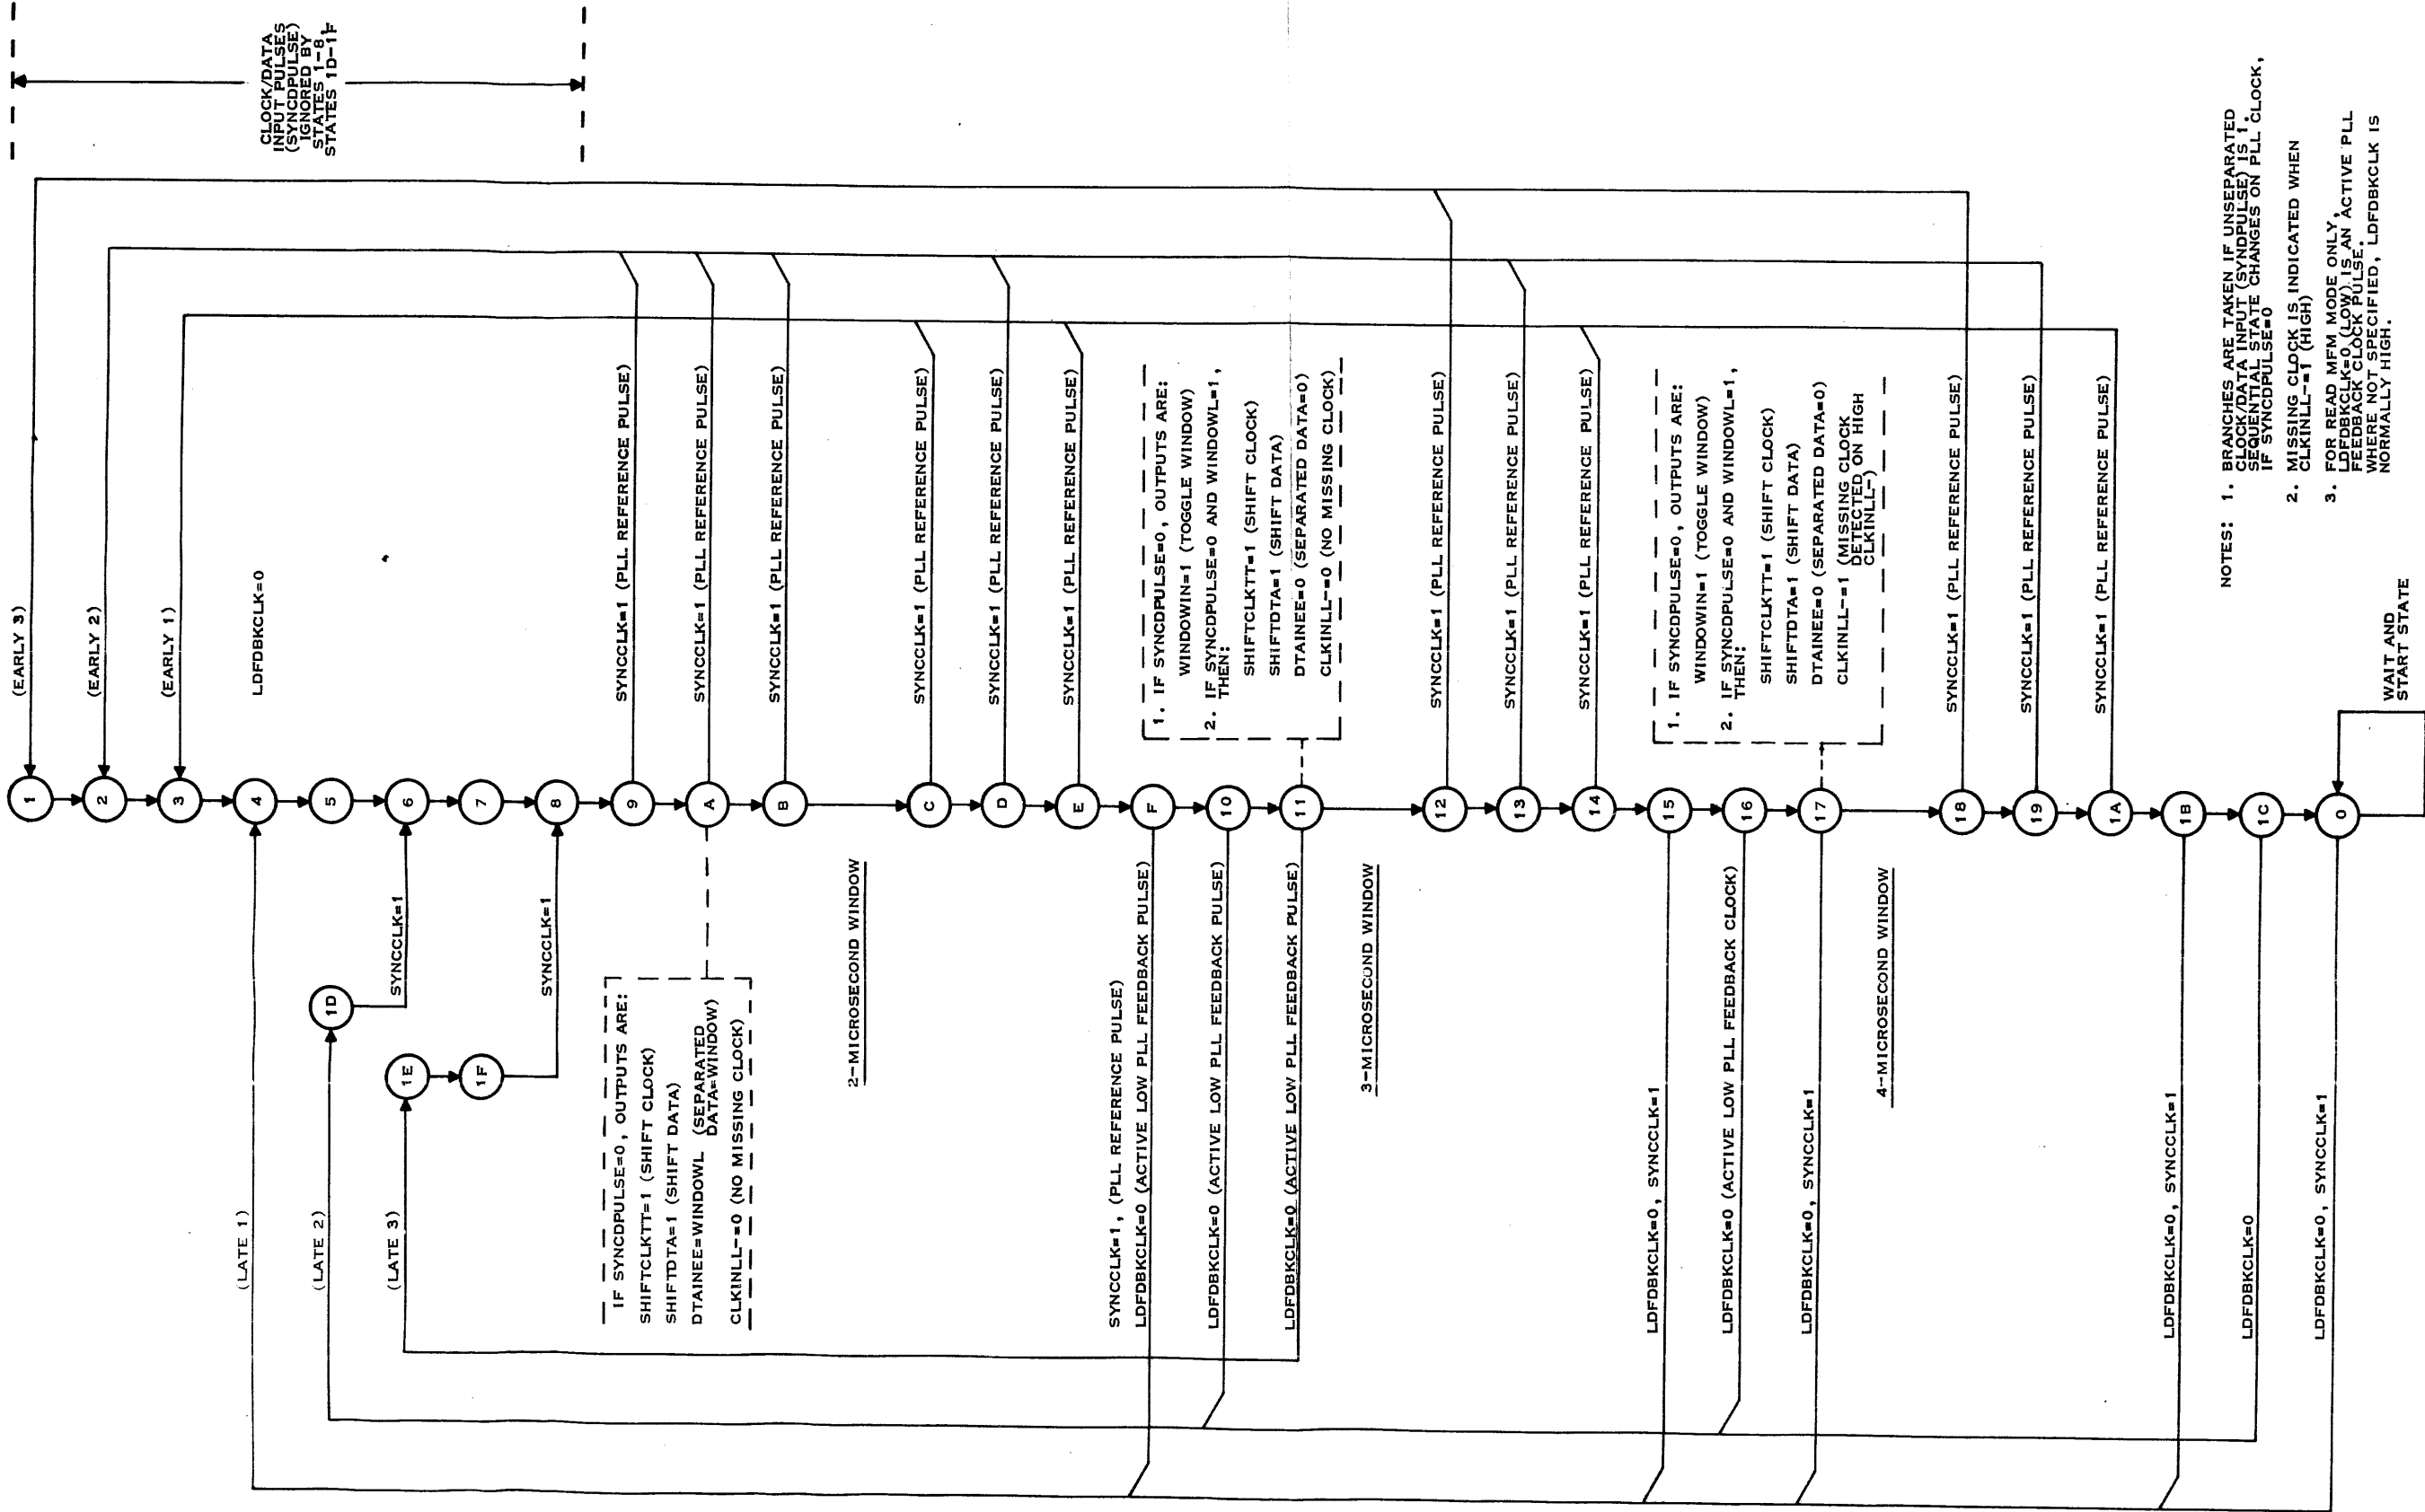 CLOCK/DATA
INPUT PULSES
(SYNCDPULSE)
IGNORED BY
STATES 1-8,
STATES 1D-1F
(EARLY 3)
(EARLY 2)
(EARLY 1)
LDFDBKCLK=0
1
2
3
4
5
6
7
8
9
A
B
C
D
E
F
10
11
12
13
14
15
16
17
18
19
1A
1B
1C
0
1D
1E
1F
SYNCCLK=1
SYNCCLK=1
(LATE 1)
(LATE 2)
(LATE 3)
SYNCCLK=1 (PLL REFERENCE PULSE)
SYNCCLK=1 (PLL REFERENCE PULSE)
SYNCCLK=1 (PLL REFERENCE PULSE)
IF SYNCDPULSE=0, OUTPUTS ARE:
SHIFTCLKTT=1 (SHIFT CLOCK)
SHIFTDTA=1 (SHIFT DATA)
DTAINEE=WINDOWL (SEPARATED
DATA=WINDOW)
CLKINLL-=0 (NO MISSING CLOCK)
2-MICROSECOND WINDOW
SYNCCLK=1 (PLL REFERENCE PULSE)
SYNCCLK=1 (PLL REFERENCE PULSE)
SYNCCLK=1 (PLL REFERENCE PULSE)
SYNCCLK=1, (PLL REFERENCE PULSE)
LDFDBKCLK=0 (ACTIVE LOW PLL FEEDBACK PULSE)
LDFDBKCLK=0 (ACTIVE LOW PLL FEEDBACK PULSE)
LDFDBKCLK=0 (ACTIVE LOW PLL FEEDBACK PULSE)
1. IF SYNCDPULSE=0, OUTPUTS ARE:
WINDOWIN=1 (TOGGLE WINDOW)
2. IF SYNCDPULSE=0 AND WINDOWL=1,
THEN:
SHIFTCLKTT=1 (SHIFT CLOCK)
SHIFTDTA=1 (SHIFT DATA)
DTAINEE=0 (SEPARATED DATA=0)
CLKINLL-=0 (NO MISSING CLOCK)
3-MICROSECOND WINDOW
SYNCCLK=1 (PLL REFERENCE PULSE)
SYNCCLK=1 (PLL REFERENCE PULSE)
SYNCCLK=1 (PLL REFERENCE PULSE)
LDFDBKCLK=0, SYNCCLK=1
LDFDBKCLK=0 (ACTIVE LOW PLL FEEDBACK CLOCK)
LDFDBKCLK=0, SYNCCLK=1
1. IF SYNCDPULSE=0, OUTPUTS ARE:
WINDOWIN=1 (TOGGLE WINDOW)
2. IF SYNCDPULSE=0 AND WINDOWL=1,
THEN:
SHIFTCLKTT=1 (SHIFT CLOCK)
SHIFTDTA=1 (SHIFT DATA)
DTAINEE=0 (SEPARATED DATA=0)
CLKINLL-=1 (MISSING CLOCK
DETECTED ON HIGH
CLKINLL-)
4-MICROSECOND WINDOW
SYNCCLK=1 (PLL REFERENCE PULSE)
SYNCCLK=1 (PLL REFERENCE PULSE)
SYNCCLK=1 (PLL REFERENCE PULSE)
LDFDBKCLK=0, SYNCCLK=1
LDFDBKCLK=0
LDFDBKCLK=0, SYNCCLK=1
WAIT AND
START STATE
NOTES: 1. BRANCHES ARE TAKEN IF UNSEPARATED
CLOCK/DATA INPUT (SYNDPULSE) IS 1.
SEQUENTIAL STATE CHANGES ON PLL CLOCK,
IF SYNCDPULSE=0
2. MISSING CLOCK IS INDICATED WHEN
CLKINLL-=1 (HIGH)
3. FOR READ MFM MODE ONLY,
LDFDBKCLK=0 (LOW) IS AN ACTIVE PLL
FEEDBACK CLOCK PULSE.
WHERE NOT SPECIFIED, LDFDBKCLK IS
NORMALLY HIGH.